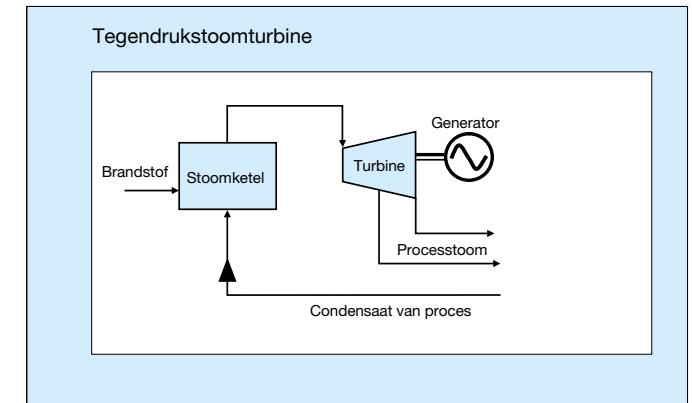 Tegendrukstoomturbine
Generator
Brandstof
Stoomketel
Turbine
Processtoom
Condensaat van proces